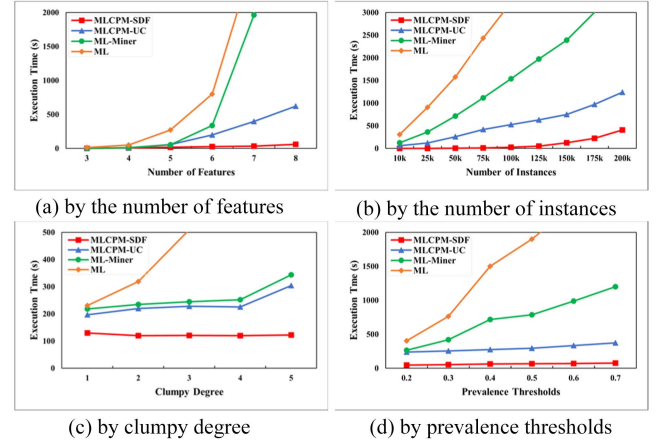 2000
1500
1000
500
0
Execution Time (s)
MLCPM-SDF
MLCPM-UC
ML-Miner
ML
3 4 5 6 7 8
Number of Features
(a) by the number of features
3000
2500
2000
1500
1000
500
0
Execution Time (s)
MLCPM-SDF
MLCPM-UC
ML-Miner
ML
10k 25k 50k 75k 100k 125k 150k 175k 200k
Number of Instances
(b) by the number of instances
500
400
300
200
100
0
Execution Time (s)
MLCPM-SDF
MLCPM-UC
ML-Miner
ML
1 2 3 4 5
Clumpy Degree
(c) by clumpy degree
2000
1500
1000
500
0
Execution Time (s)
MLCPM-SDF
MLCPM-UC
ML-Miner
ML
0.2 0.3 0.4 0.5 0.6 0.7
Prevalence Thresholds
(d) by prevalence thresholds